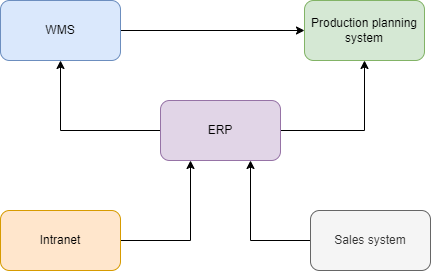 WMS
Production planning
system
ERP
Intranet
Sales system